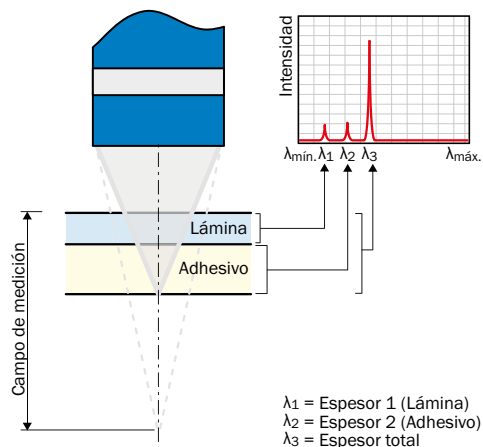 Intensidad
λmín. λ1 λ2 λ3 λmáx.
Lámina
Adhesivo
Campo de medición
λ1 = Espesor 1 (Lámina)
λ2 = Espesor 2 (Adhesivo)
λ3 = Espesor total